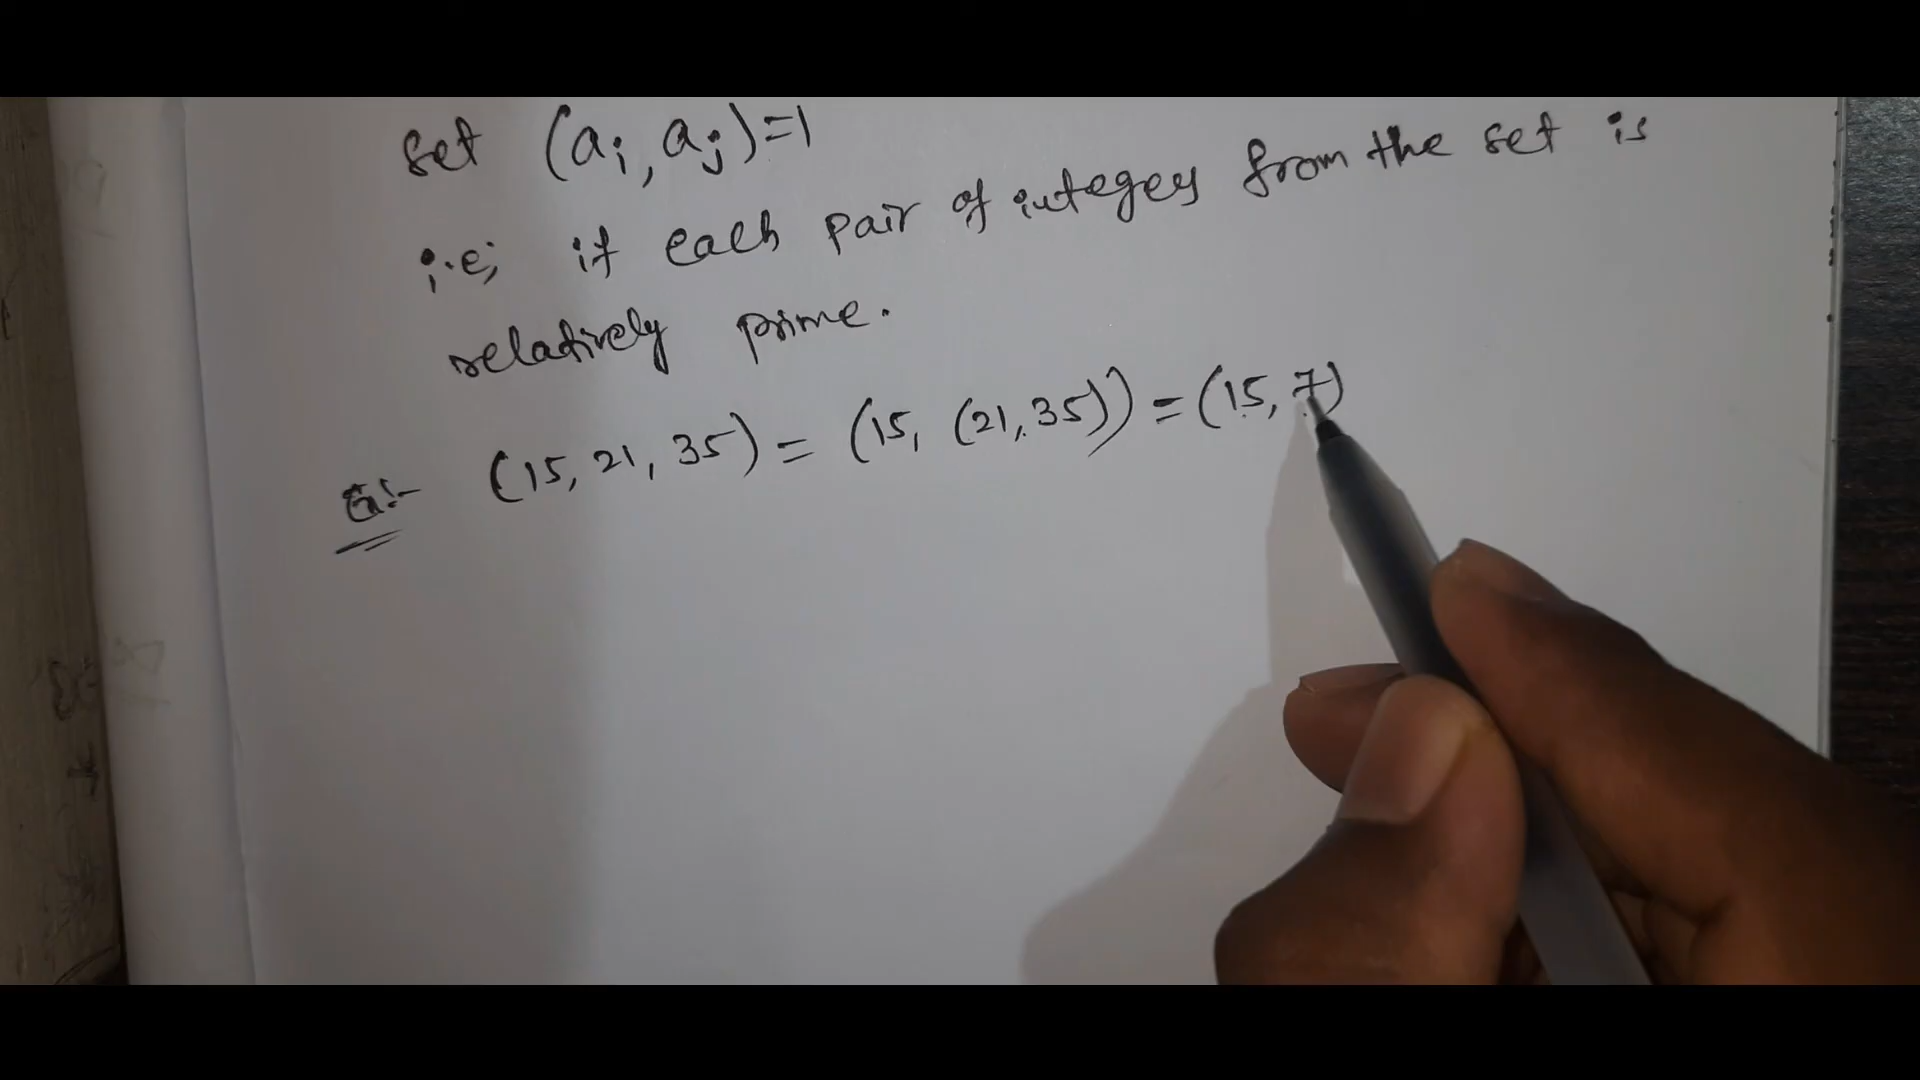 set (ai, aj)=1
i.e; if each pair of integers from the set is
relatively prime.
Ex:- (15, 21, 35) = (15, (21, 35)) = (15, 7)